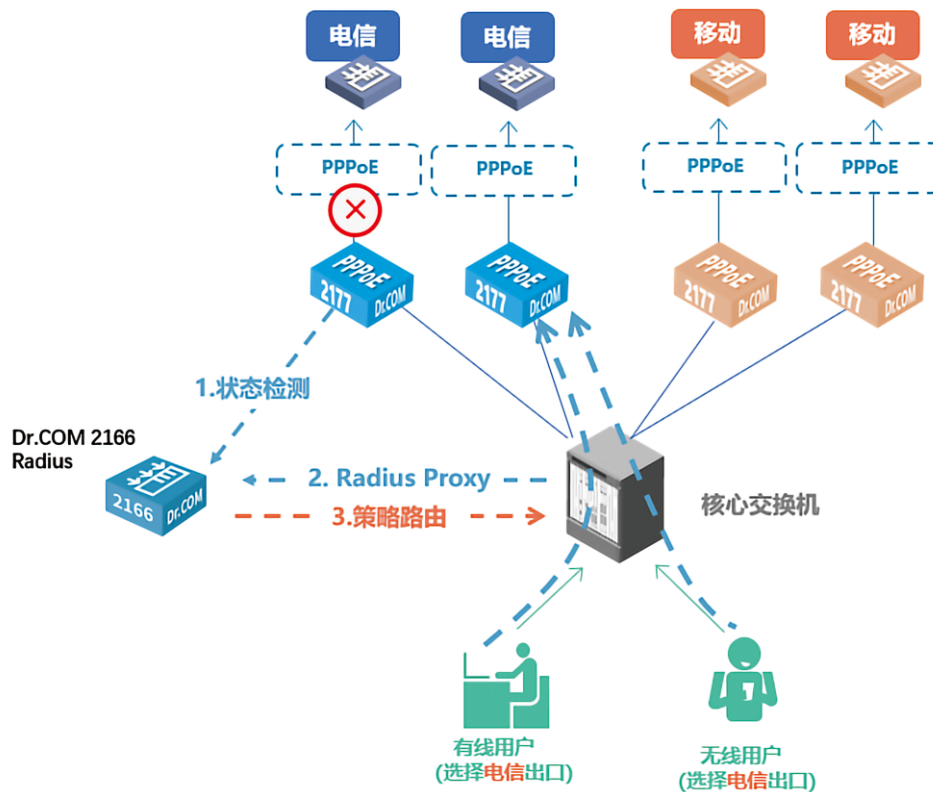 电信
电信
移动
移动
PPPoE
PPPoE
PPPoE
PPPoE
PPPoE
2177 Dr.COM
PPPoE
2177 Dr.COM
PPPoE
2177 Dr.COM
PPPoE
2177 Dr.COM
1.状态检测
Dr.COM 2166
Radius
2166 Dr.COM
2. Radius Proxy
3.策略路由
核心交换机
有线用户
(选择电信出口)
无线用户
(选择电信出口)